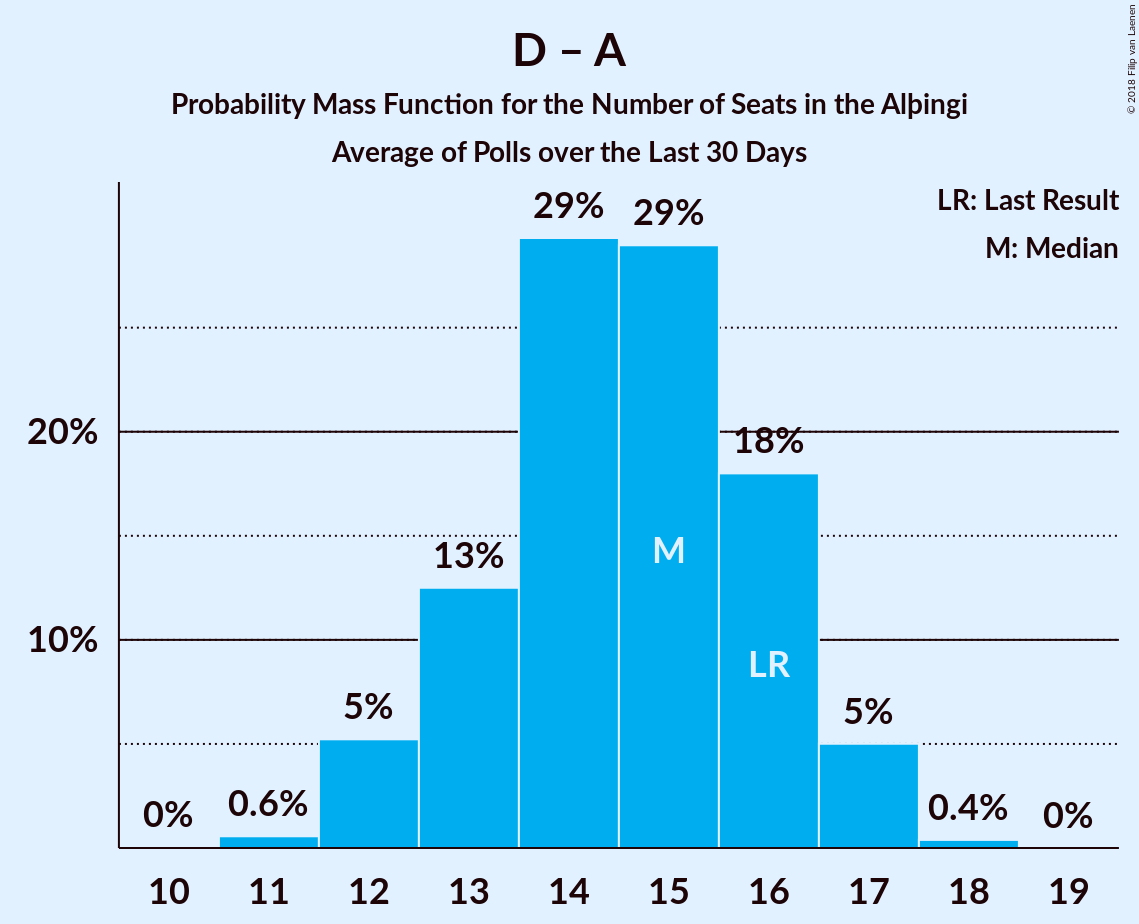 D – A
Probability Mass Function for the Number of Seats in the Alþingi
Average of Polls over the Last 30 Days
© 2018 Filip van Laenen
LR: Last Result
M: Median
29%
29%
20%
18%
13%
M
10%
LR
5%
5%
0%
0.6%
0.4%
0%
10 11 12 13 14 15 16 17 18 19